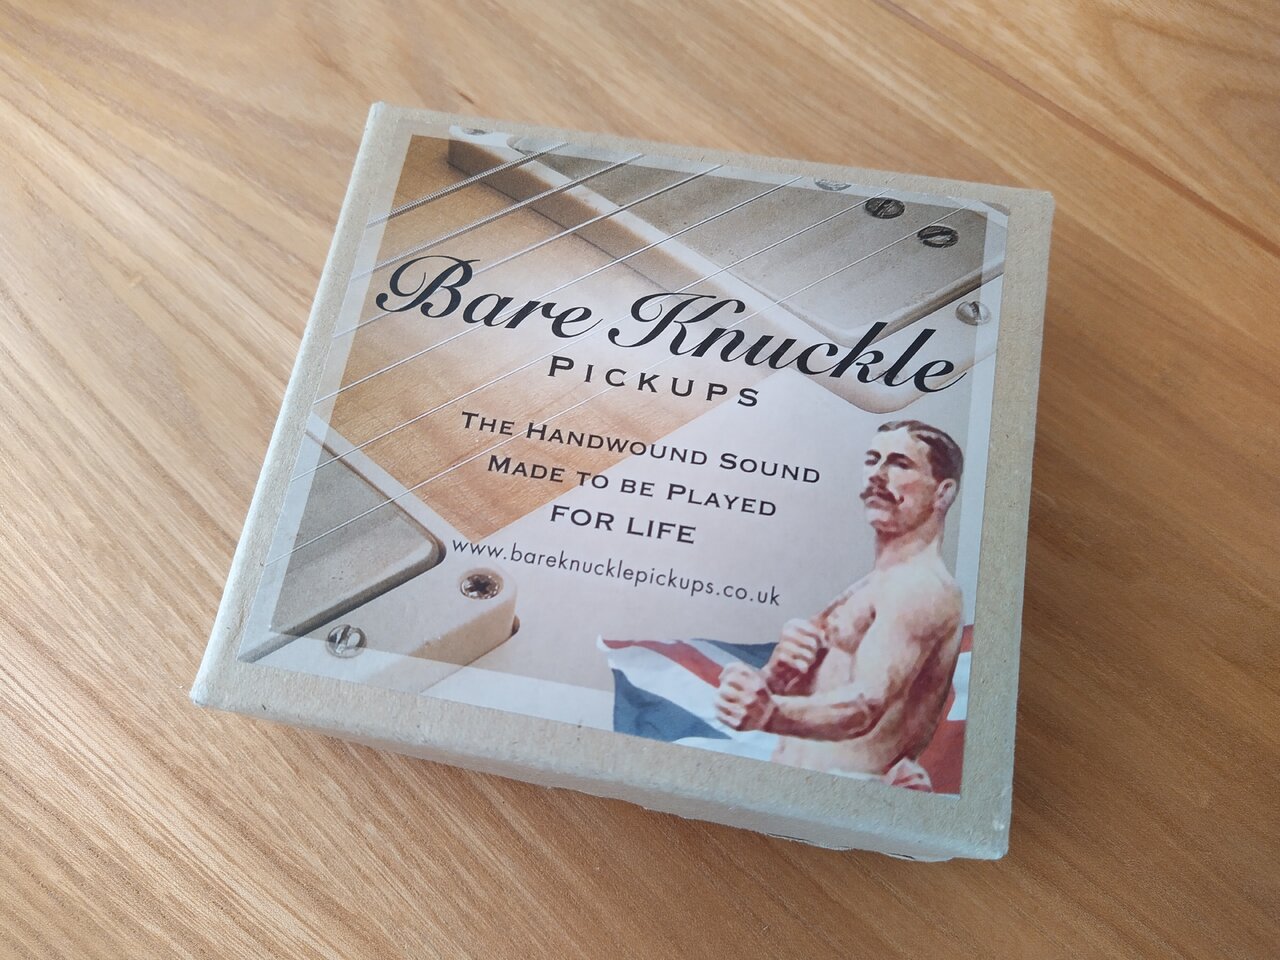 Bare Knuckle
PICKUPS
THE HANDWOUND SOUND
MADE TO BE PLAYED
FOR LIFE
www.bareknucklepickups.co.uk